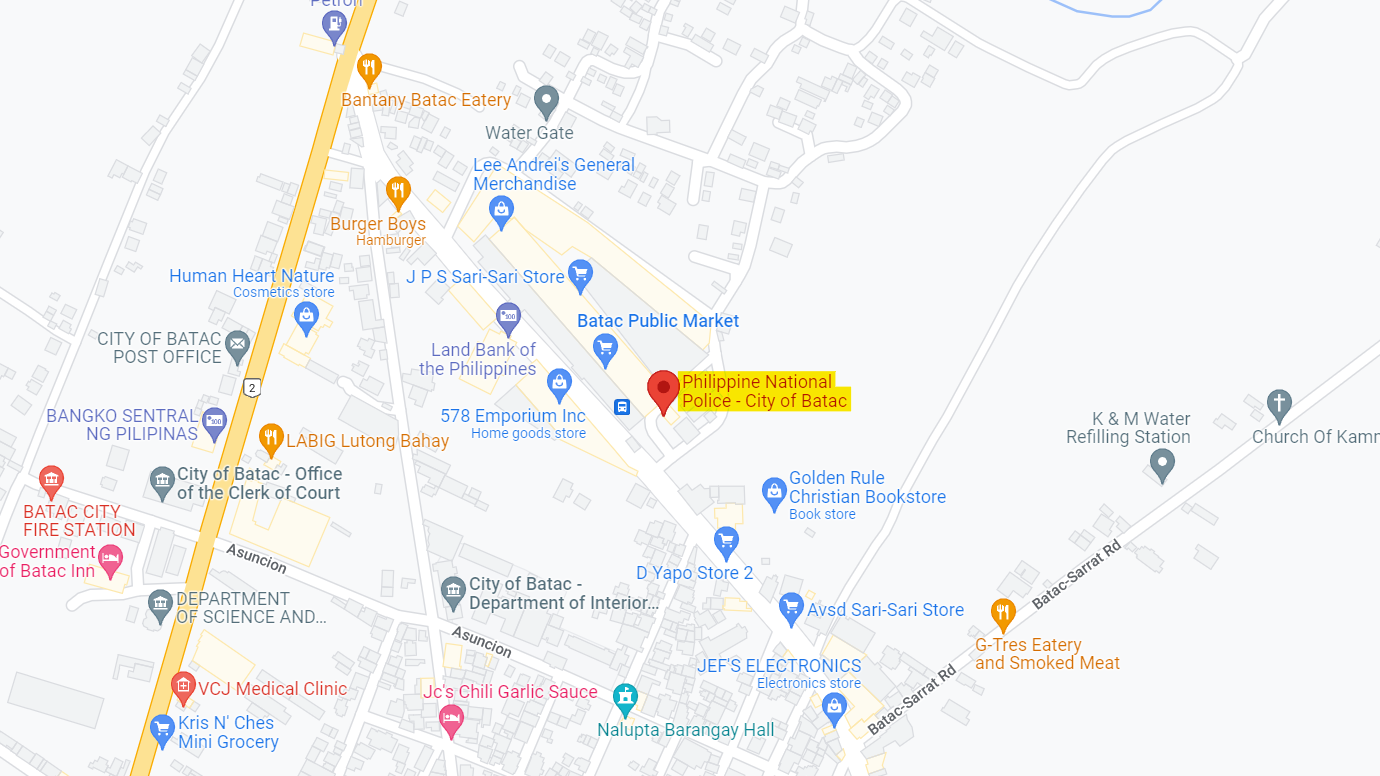 Petron
Bantany Batac Eatery
Water Gate
Lee Andrei's General
Merchandise
Burger Boys
Hamburger
Human Heart Nature
Cosmetics store
J P S Sari-Sari Store
Batac Public Market
CITY OF BATAC
POST OFFICE
Land Bank of
the Philippines
2
Philippine National
Police - City of Batac
578 Emporium Inc
Home goods store
BANGKO SENTRAL
NG PILIPINAS
LABIG Lutong Bahay
K & M Water
Refilling Station
Church Of Kamm
City of Batac - Office
of the Clerk of Court
Golden Rule
Christian Bookstore
Book store
BATAC CITY
FIRE STATION
Government
of Batac Inn
Asuncion
D Yapo Store 2
Batac-Sarrat Rd
City of Batac -
Department of Interior...
DEPARTMENT
OF SCIENCE AND...
Avsd Sari-Sari Store
Asuncion
G-Tres Eatery
and Smoked Meat
JEF'S ELECTRONICS
Electronics store
Batac-Sarrat Rd
VCJ Medical Clinic
Jc's Chili Garlic Sauce
Kris N' Ches
Mini Grocery
Nalupta Barangay Hall